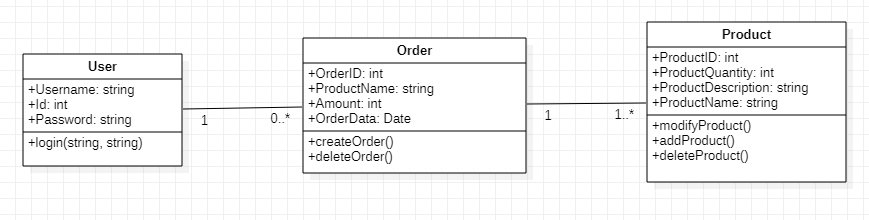 User
+Username: string
+Id: int
+Password: string
+login(string, string)
1
0..*
Order
+OrderID: int
+ProductName: string
+Amount: int
+OrderData: Date
+createOrder()
+deleteOrder()
1
1..*
Product
+ProductID: int
+ProductQuantity: int
+ProductDescription: string
+ProductName: string
+modifyProduct()
+addProduct()
+deleteProduct()